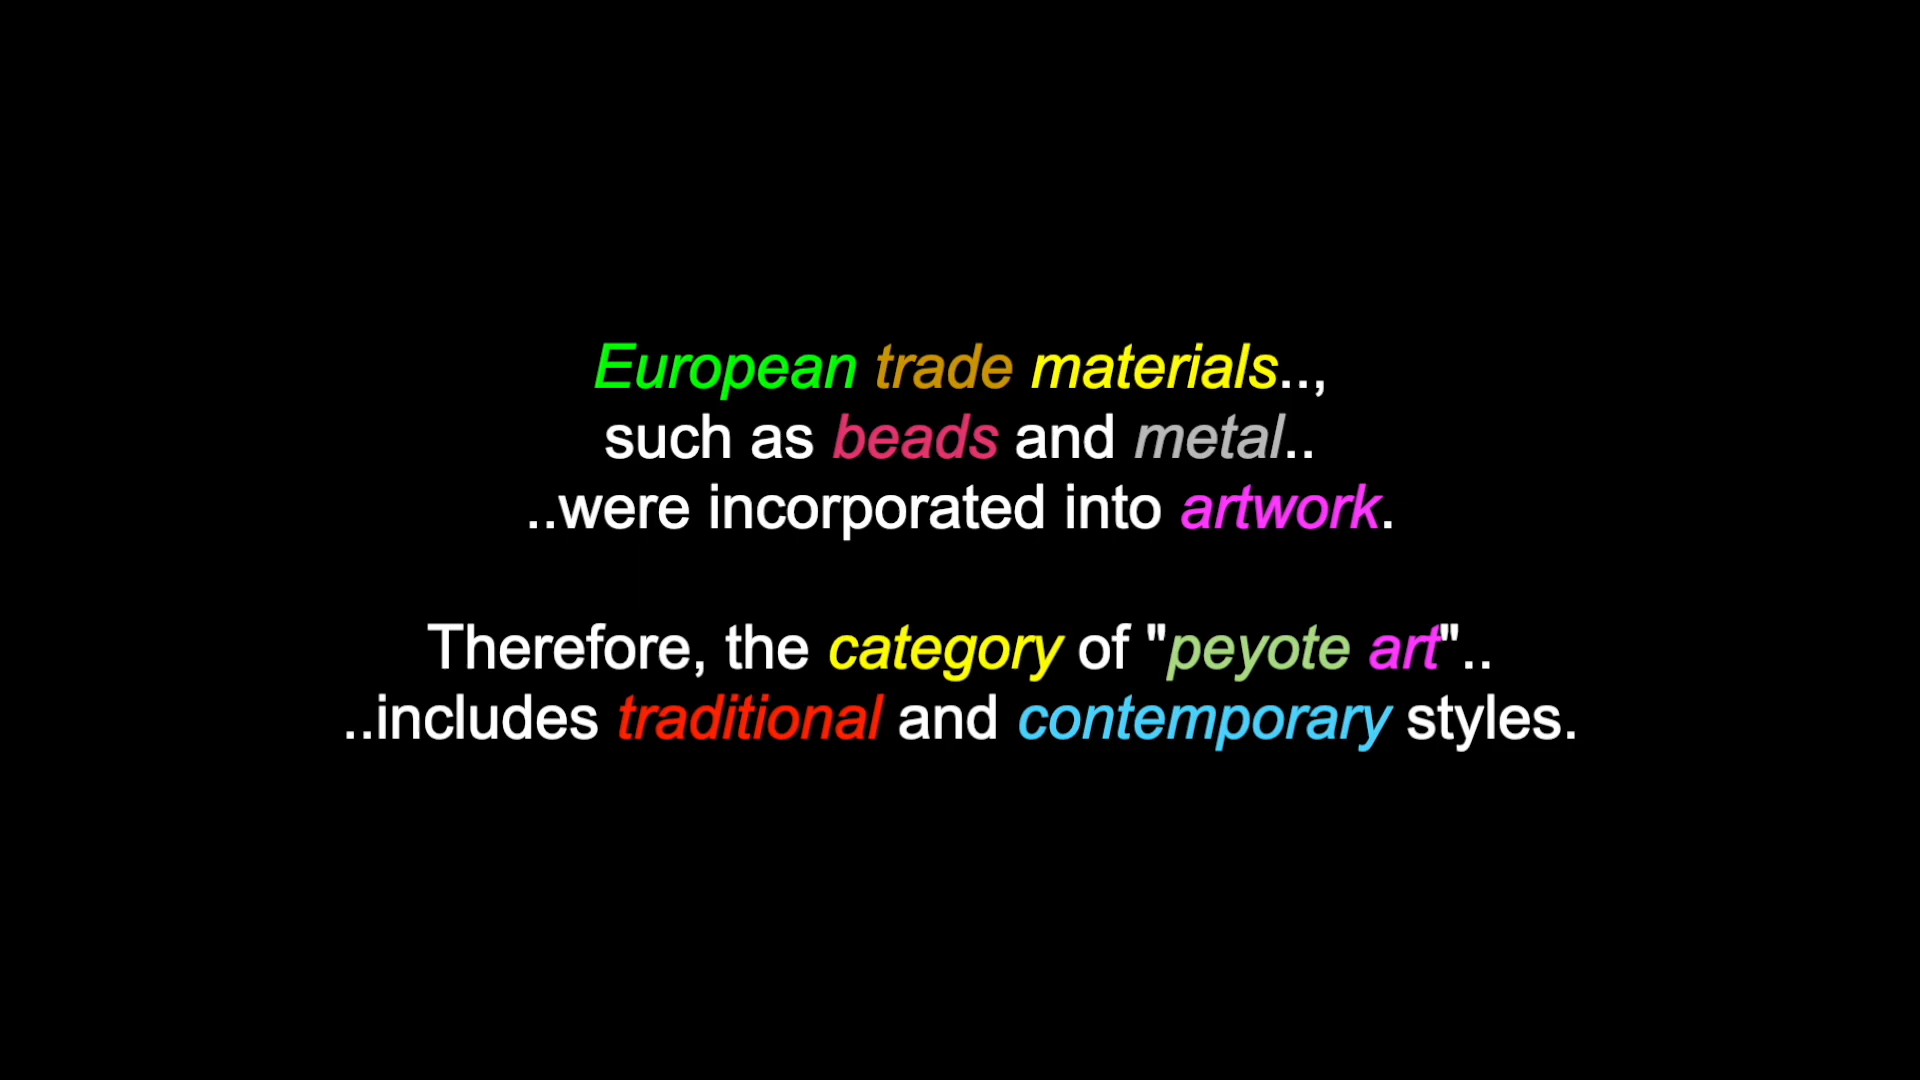 European trade materials..,
such as beads and metal..
..were incorporated into artwork.
Therefore, the category of "peyote art"..
..includes traditional and contemporary styles.